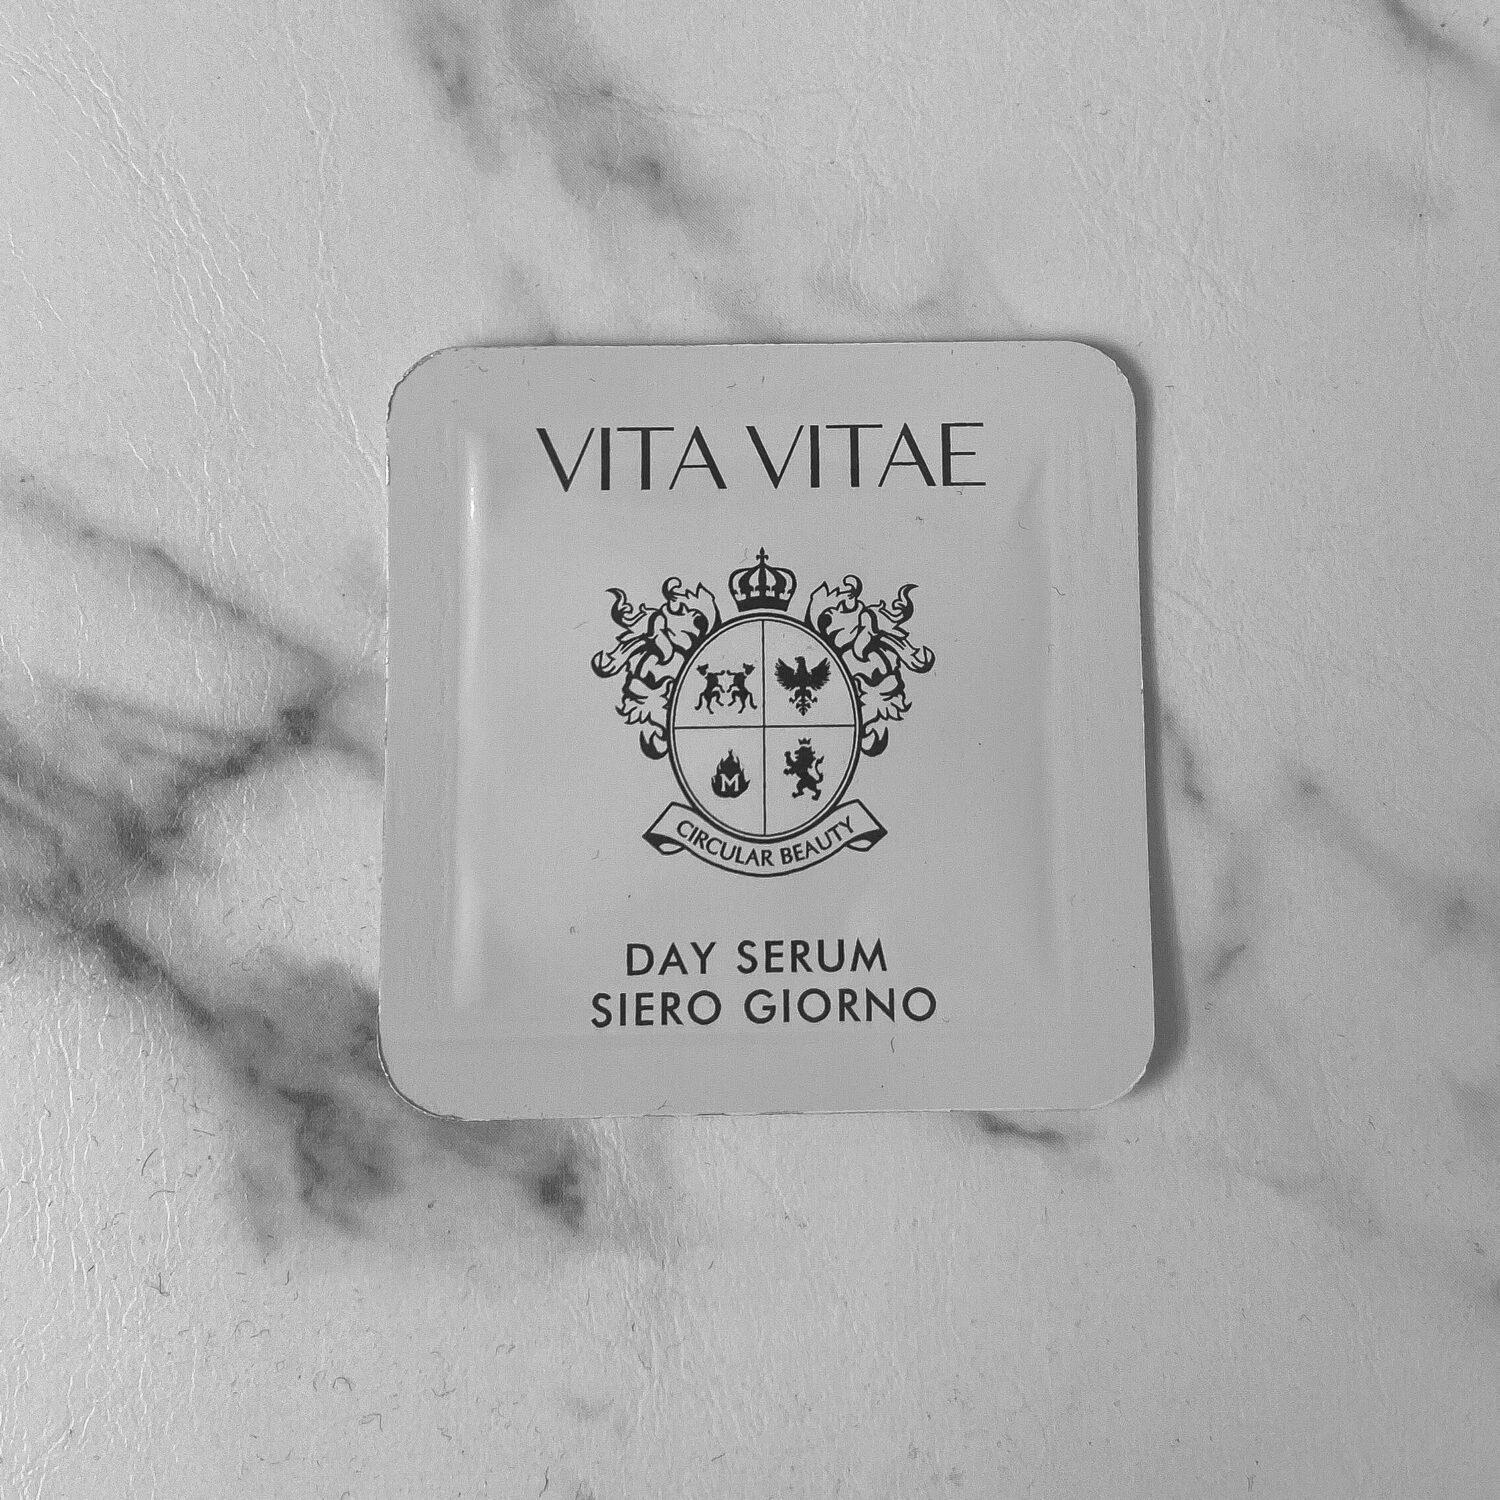 VITA VITAE
M
CIRCULAR BEAUTY
DAY SERUM
SIERO GIORNO